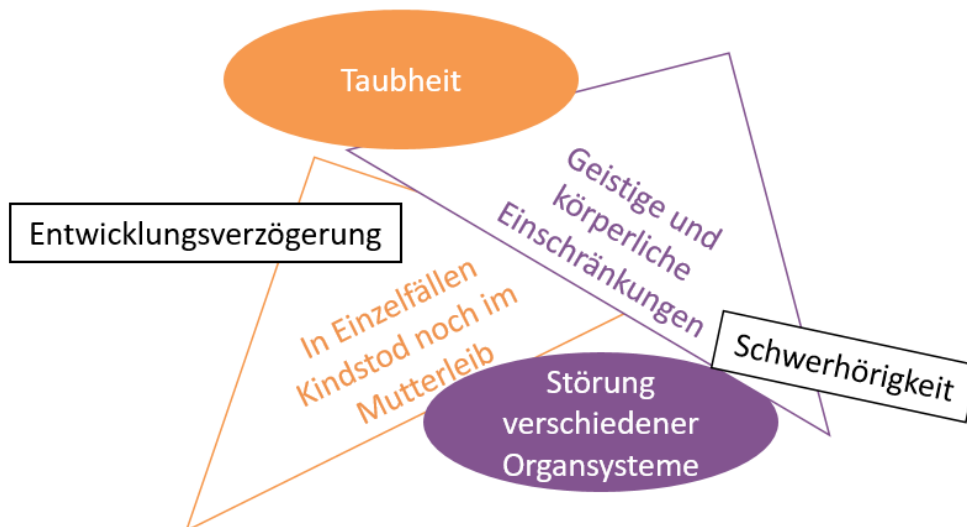 Taubheit
Geistige und
körperliche
Einschränkungen
Entwicklungsverzögerung
In Einzelfällen
Kindstod noch im
Mutterleib
Schwerhörigkeit
Störung
verschiedener
Organsysteme